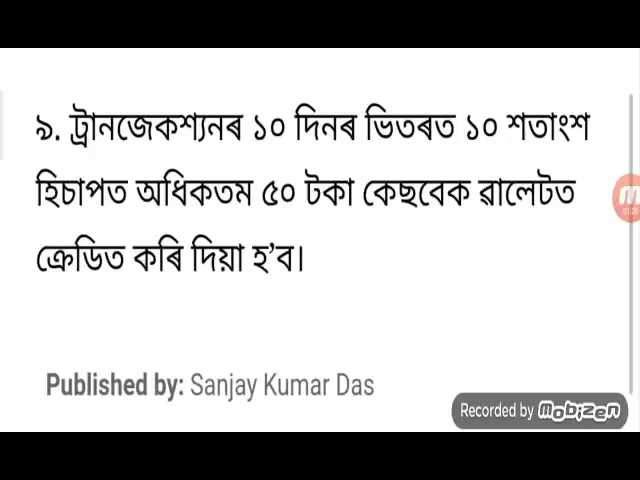 ৯. ট্ৰানজেকশ্যনৰ ১০ দিনৰ ভিতৰত ১০ শতাংশ
হিচাপত অধিকতম ৫০ টকা কেছবেক ৱালেটত
ক্ৰেডিত কৰি দিয়া হ’ব।
Published by: Sanjay Kumar Das
Recorded by Mobizen